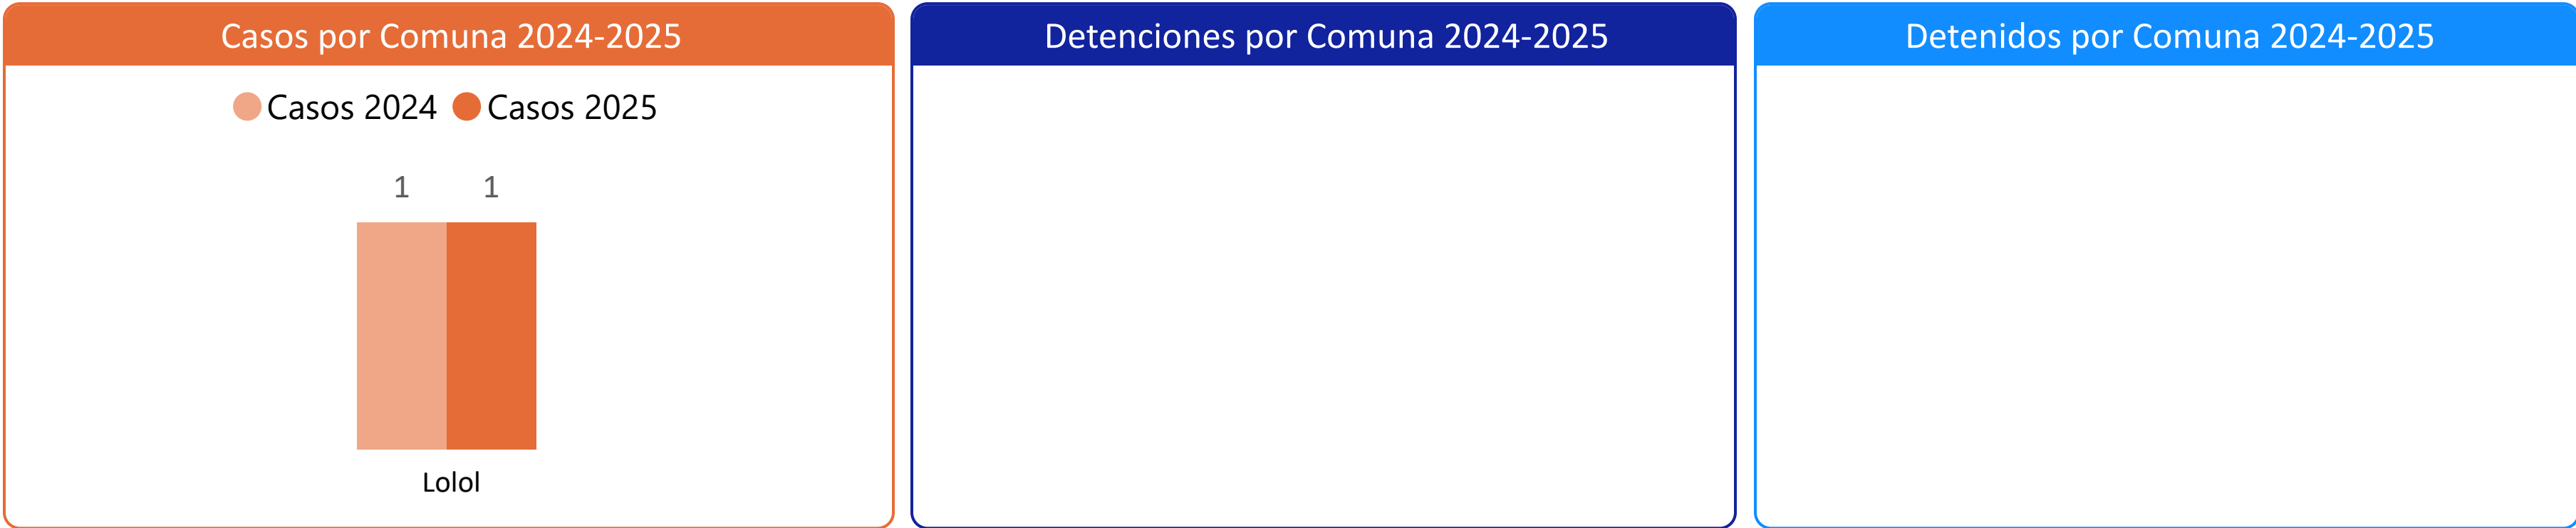 Casos por Comuna 2024-2025
Casos 2024 Casos 2025
1 1
Lolol
Detenciones por Comuna 2024-2025
Detenidos por Comuna 2024-2025